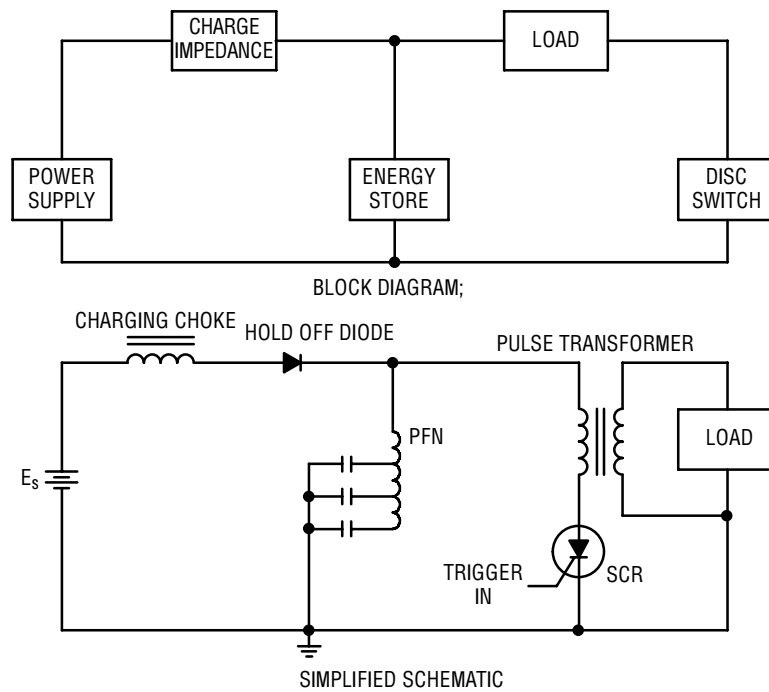 CHARGE
IMPEDANCE
LOAD
POWER
SUPPLY
ENERGY
STORE
DISC
SWITCH
BLOCK DIAGRAM;
CHARGING CHOKE
HOLD OFF DIODE
PULSE TRANSFORMER
PFN
LOAD
Es
TRIGGER
IN
SCR
SIMPLIFIED SCHEMATIC